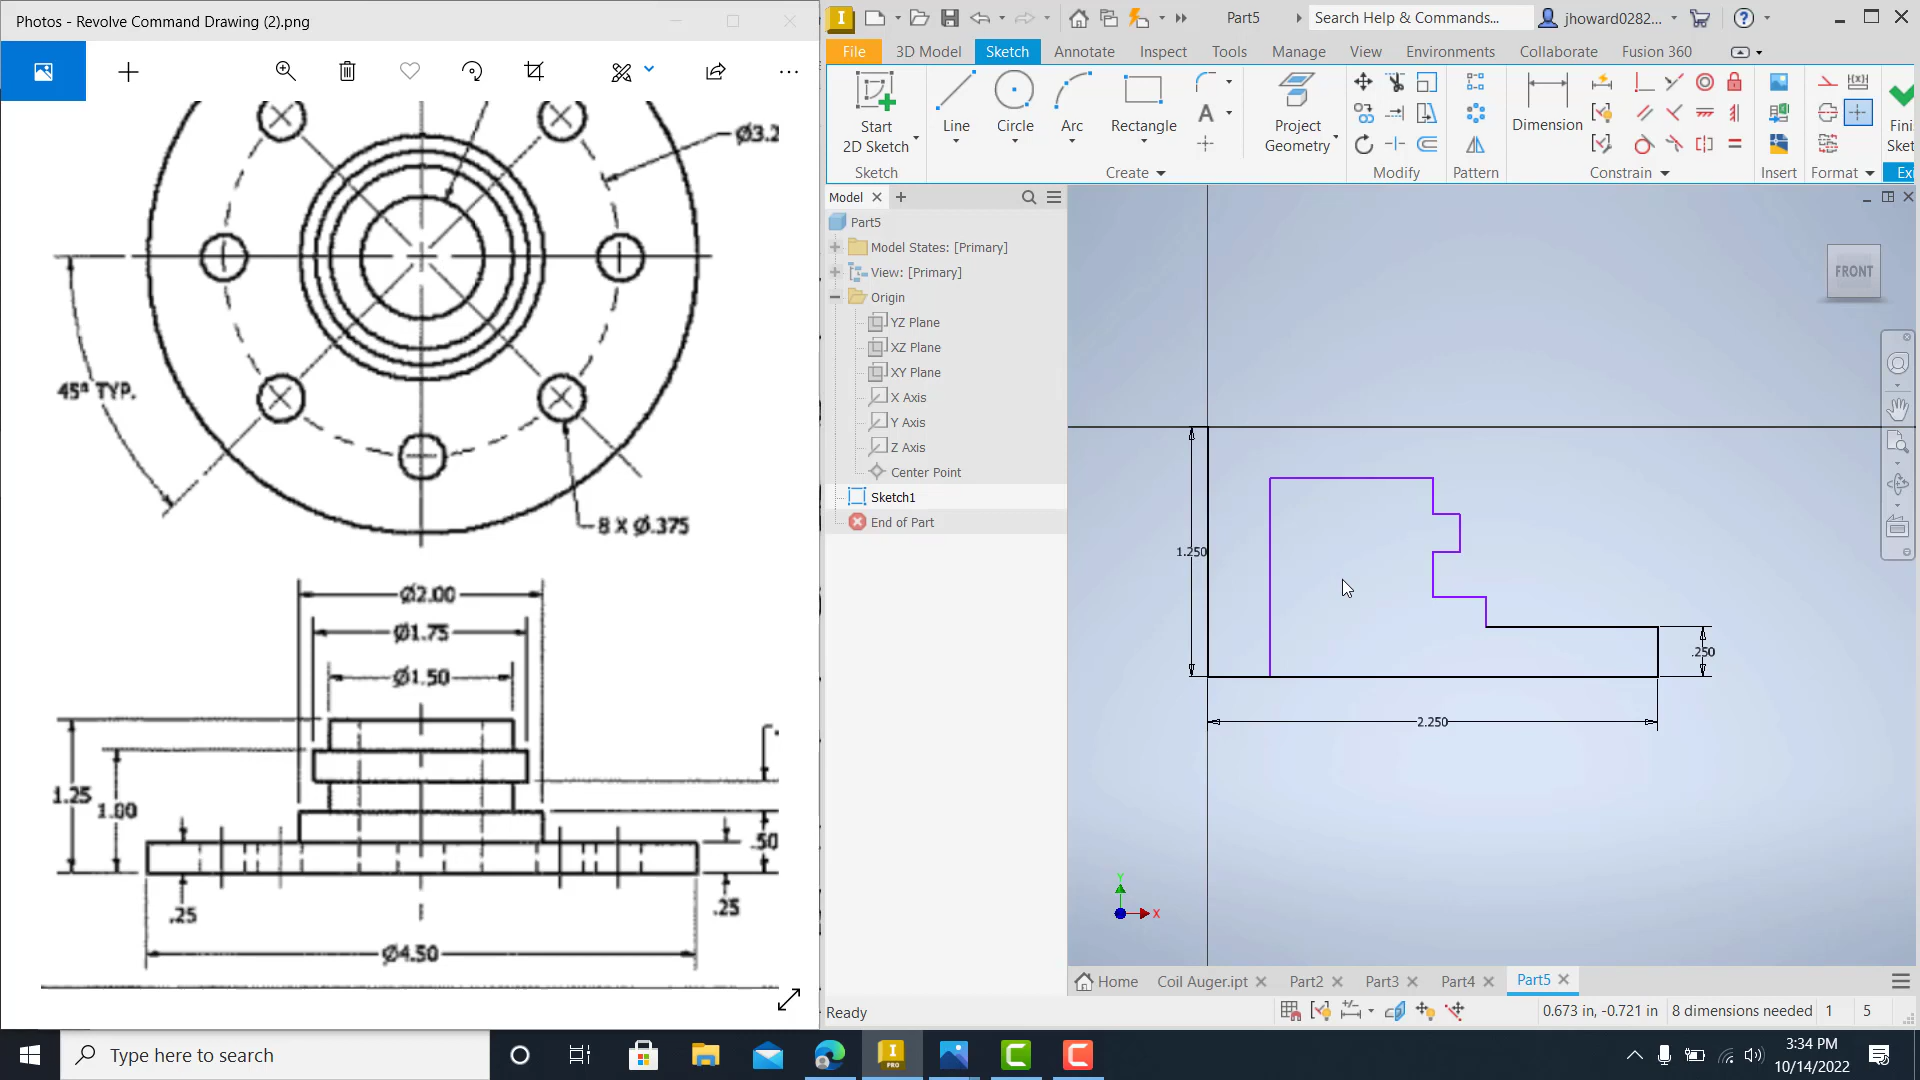 Photos - Revolve Command Drawing (2).png
Ø3.2
45° TYP.
8 X Ø.375
Ø2.00
Ø1.75
Ø1.50
1.25
1.00
.50
.25
.25
Ø4.50
Part5
Search Help & Commands...
jhoward0282...
File
3D Model
Sketch
Annotate
Inspect
Tools
Manage
View
Environments
Collaborate
Fusion 360
Start
2D Sketch
Line
Circle
Arc
Rectangle
A
Project
Geometry
Dimension
Fini
Sket
Sketch
Create
Modify
Pattern
Constrain
Insert
Format
Ex
Model
Part5
Model States: [Primary]
View: [Primary]
Origin
YZ Plane
XZ Plane
XY Plane
X Axis
Y Axis
Z Axis
Center Point
Sketch1
End of Part
FRONT
1.250
.250
2.250
Y
X
Home
Coil Auger.ipt
Part2
Part3
Part4
Part5
Ready
0.673 in, -0.721 in
8 dimensions needed
1
5
Type here to search
I
PRO
3:34 PM
10/14/2022